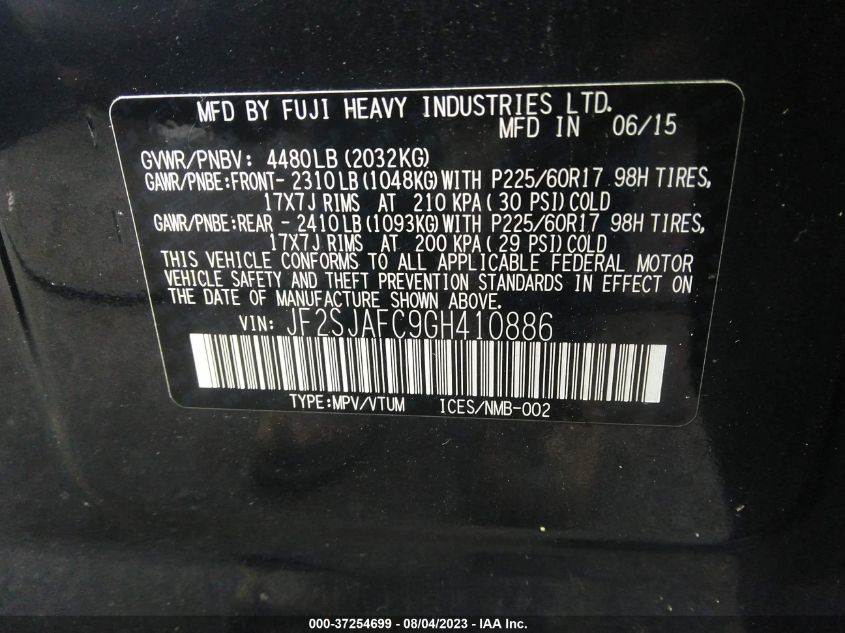 MFD BY FUJI HEAVY INDUSTRIES LTD.
MFD IN 06/15
GVWR/PNBV: 4480LB (2032KG)
GAWR/PNBE:FRONT- 2310LB (1048KG) WITH P225/60R17 98H TIRES,
17X7J RIMS AT 210 KPA ( 30 PSI) COLD
GAWR/PNBE:REAR - 2410LB (1093KG) WITH P225/60R17 98H TIRES,
17X7J RIMS AT 200 KPA ( 29 PSI) COLD
THIS VEHICLE CONFORMS TO ALL APPLICABLE FEDERAL MOTOR
VEHICLE SAFETY AND THEFT PREVENTION STANDARDS IN EFFECT ON
THE DATE OF MANUFACTURE SHOWN ABOVE.
VIN: JF2SJAFC9GH410886
TYPE:MPV/VTUM ICES/NMB-002
000-37254699 - 08/04/2023 - IAA Inc.